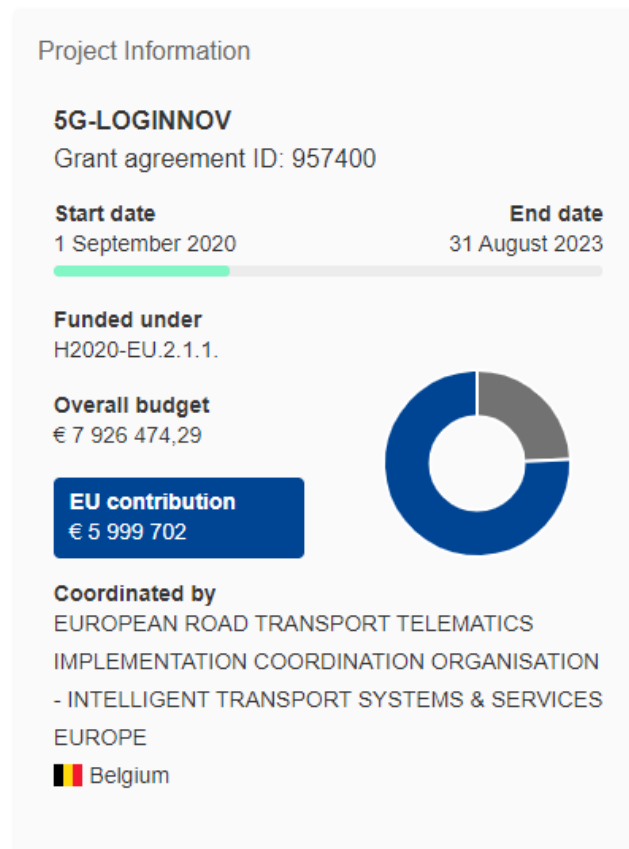 Project Information
5G-LOGINNOV
Grant agreement ID: 957400
Start date
End date
1 September 2020
31 August 2023
Funded under
H2020-EU.2.1.1.
Overall budget
€ 7 926 474,29
EU contribution
€ 5 999 702
Coordinated by
EUROPEAN ROAD TRANSPORT TELEMATICS
IMPLEMENTATION COORDINATION ORGANISATION
- INTELLIGENT TRANSPORT SYSTEMS & SERVICES
EUROPE
Belgium